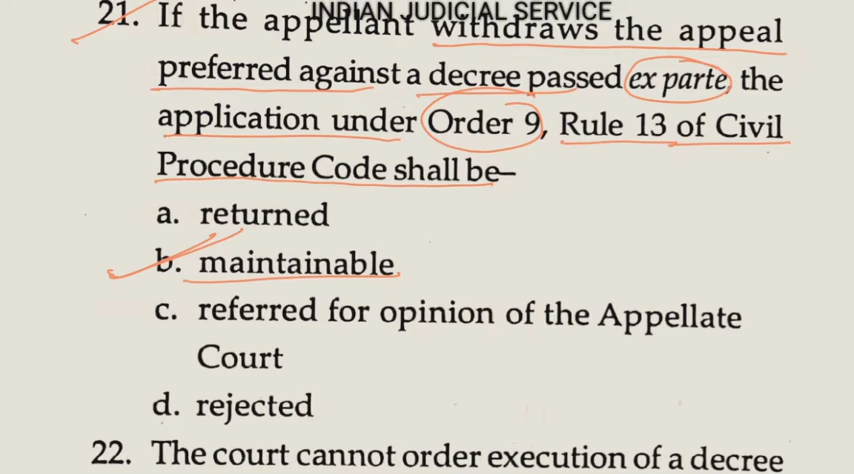 INDIAN JUDICIAL SERVICE
21. If the appellant withdraws the appeal
preferred against a decree passed ex parte, the
application under Order 9, Rule 13 of Civil
Procedure Code shall be–
a. returned
b. maintainable
c. referred for opinion of the Appellate
Court
d. rejected
22. The court cannot order execution of a decree